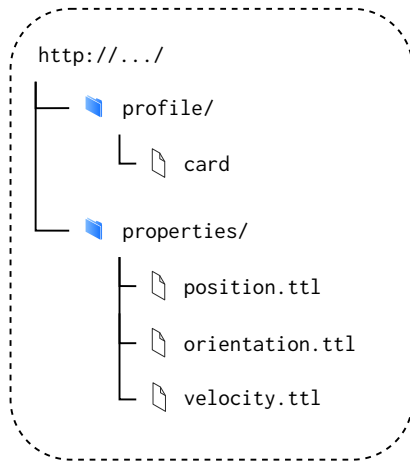 http://.../
profile/
card
properties/
position.ttl
orientation.ttl
velocity.ttl